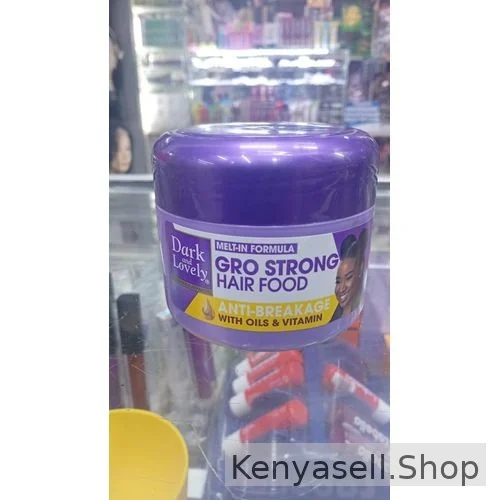 Dark
and
Lovely®
MELT-IN FORMULA
GRO STRONG
HAIR FOOD
ANTI-BREAKAGE
WITH OILS & VITAMIN
Kenyasell.Shop